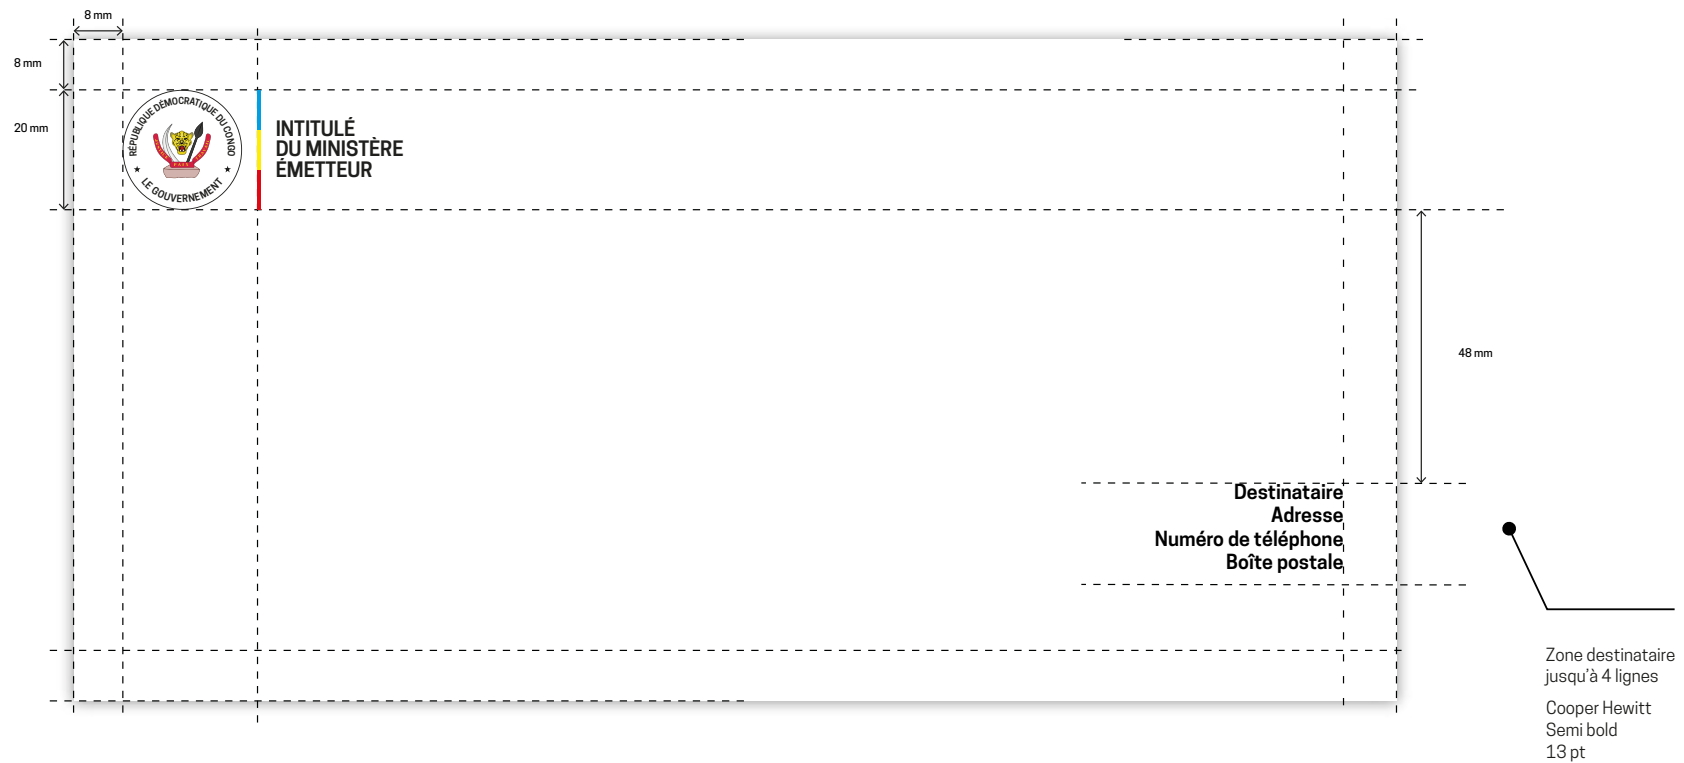 8 mm
8 mm
20 mm
RÉPUBLIQUE DÉMOCRATIQUE DU CONGO
LE GOUVERNEMENT
INTITULÉ
DU MINISTÈRE
ÉMETTEUR
48 mm
Destinataire
Adresse
Numéro de téléphone
Boîte postale
Zone destinataire
jusqu'à 4 lignes
Cooper Hewitt
Semi bold
13 pt